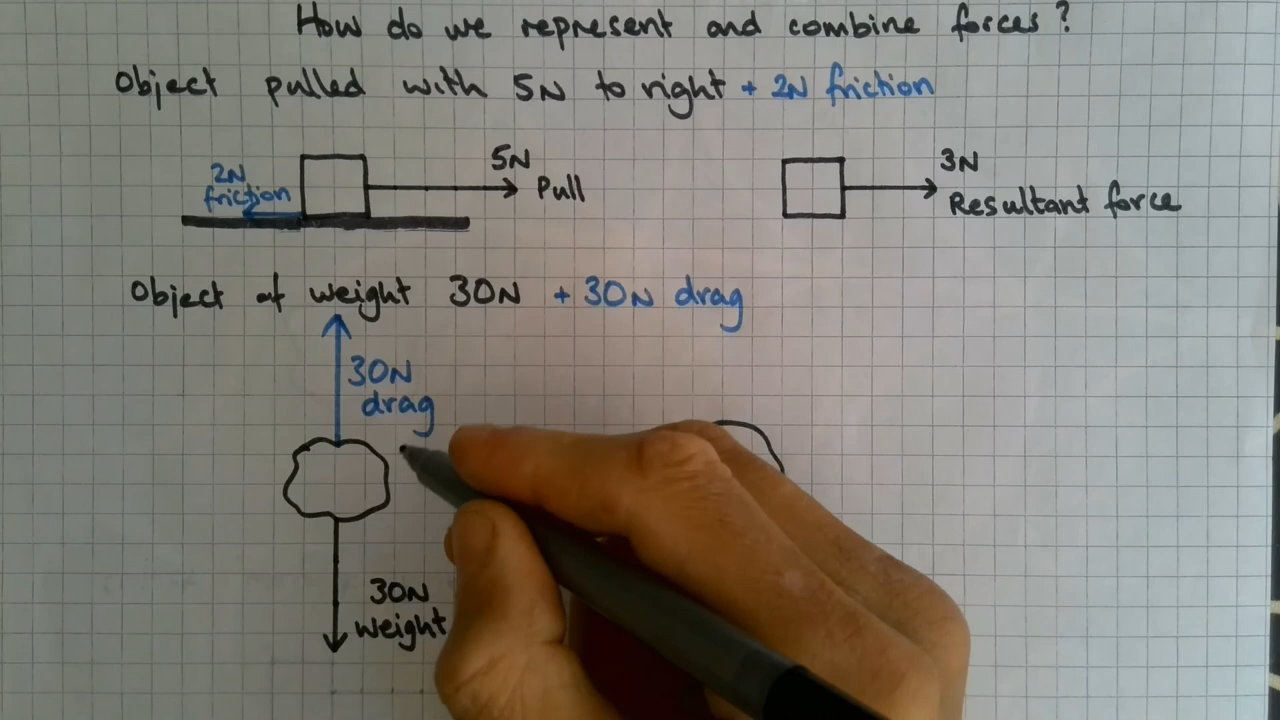 How do we represent and combine forces?
Object pulled with 5N to right + 2N friction
2N
friction
5N
Pull
3N
Resultant force
Object of weight 30N + 30N drag
30N
drag
30N
weight